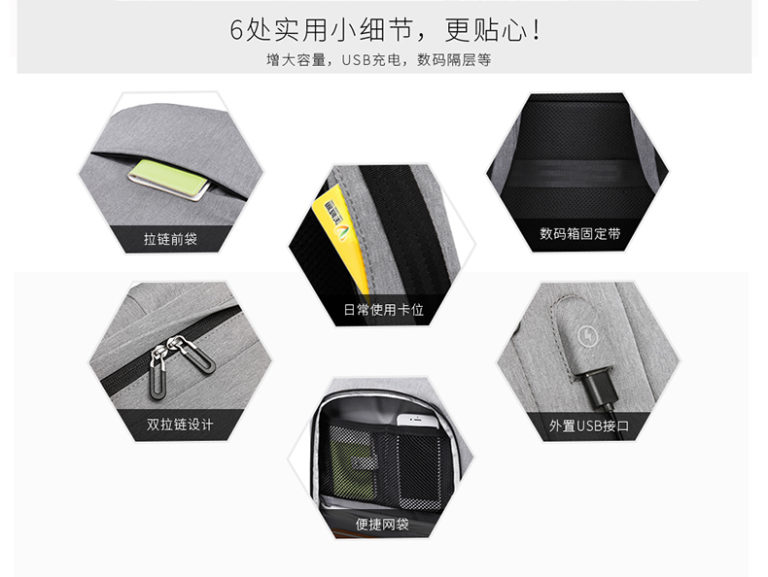 6处实用小细节，更贴心！
增大容量，USB充电，数码隔层等
拉链前袋
日常使用卡位
数码箱固定带
双拉链设计
便捷网袋
外置USB接口